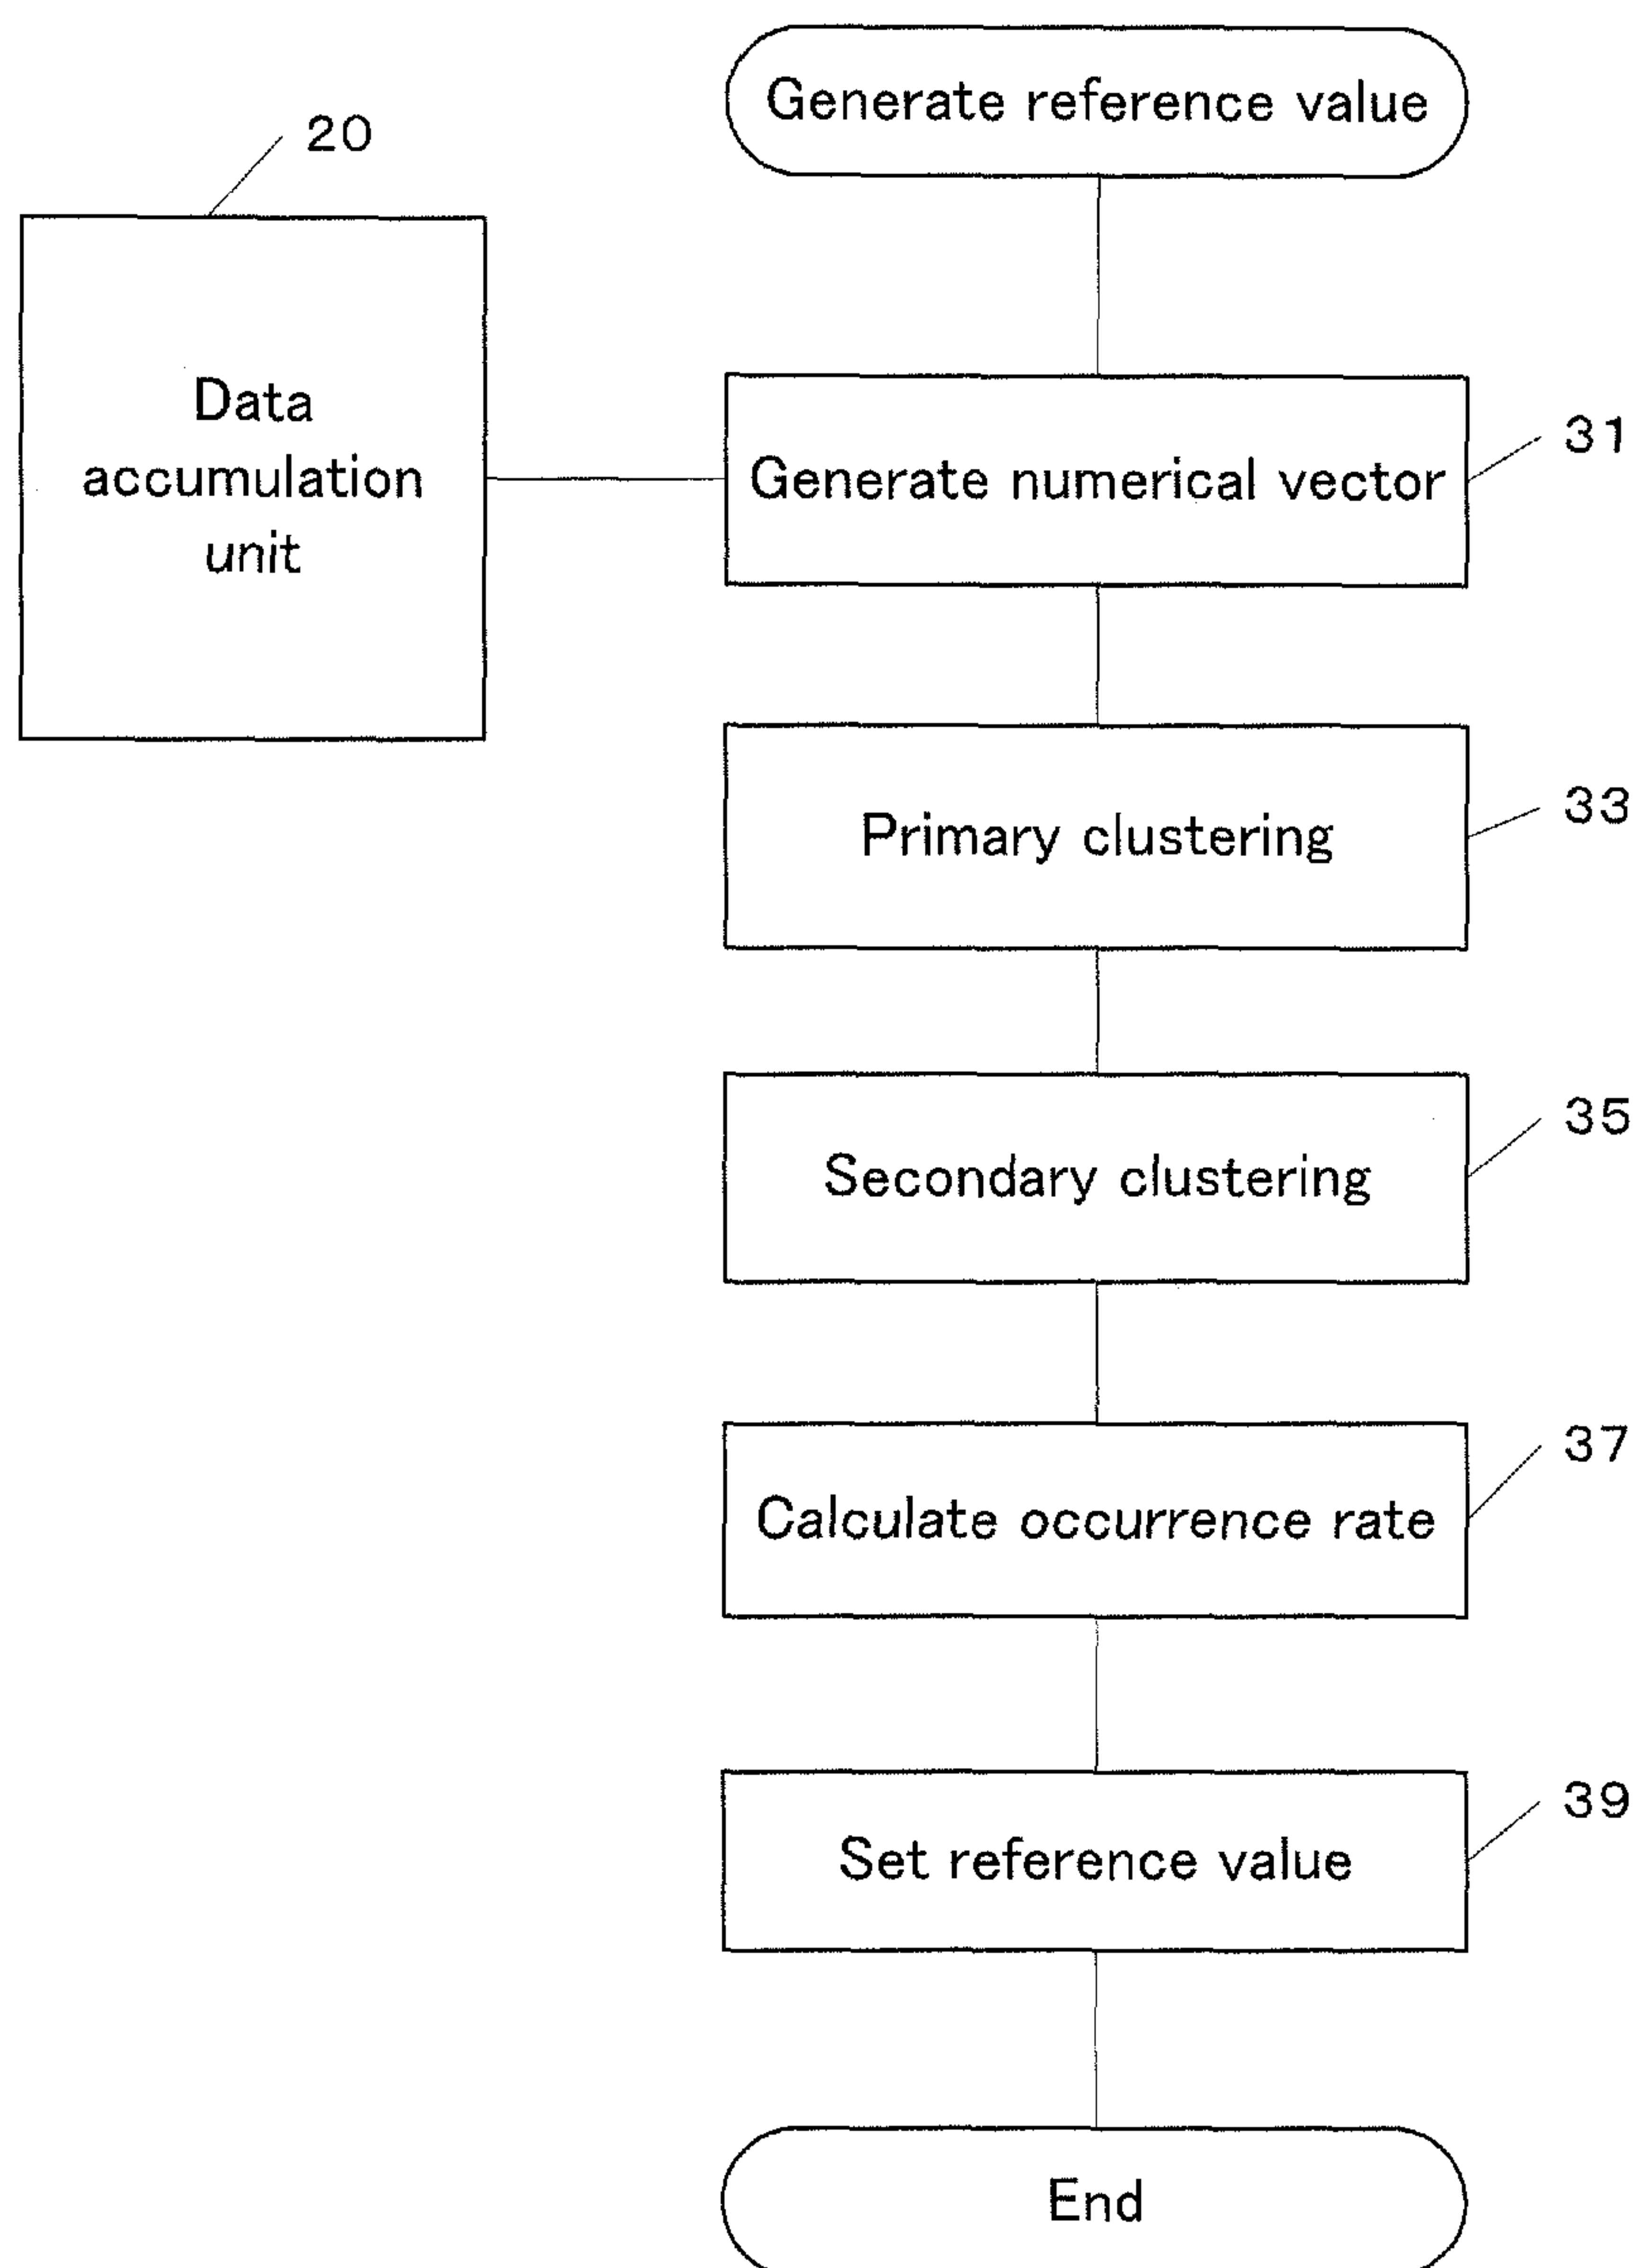 Generate reference value
20
Data
accumulation
unit
Generate numerical vector
31
Primary clustering
33
Secondary clustering
35
Calculate occurrence rate
37
Set reference value
39
End